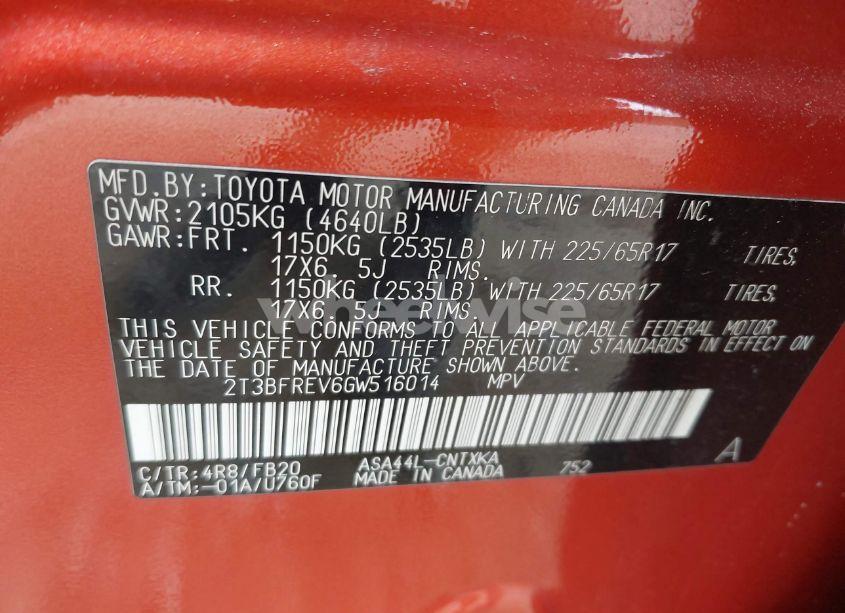 MFD.BY:TOYOTA MOTOR MANUFACTURING CANADA INC.
GVWR:2105KG (4640LB)
GAWR:FRT. 1150KG (2535LB) WITH 225/65R17 TIRES,
17X6. 5J RIMS.
RR. 1150KG (2535LB) WITH 225/65R17 TIRES,
17X6. 5J RIMS.
THIS VEHICLE CONFORMS TO ALL APPLICABLE FEDERAL MOTOR
VEHICLE SAFETY AND THEFT PREVENTION STANDARDS IN EFFECT ON
THE DATE OF MANUFACTURE SHOWN ABOVE.
2T3BFREV6GW516014 MPV
C/TR:4R8/FB20 ASA44L-CNTXKA 752 A
A/TM:-01A/U760F MADE IN CANADA
wheelwise